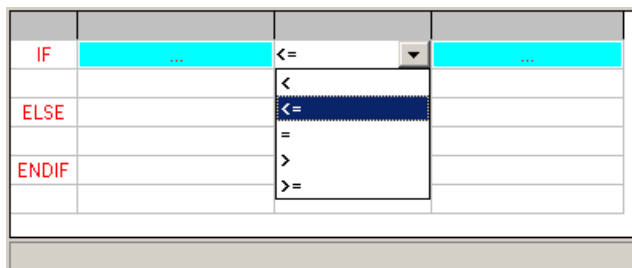 IF ... <= ...
<
ELSE <=
=
ENDIF >
>=